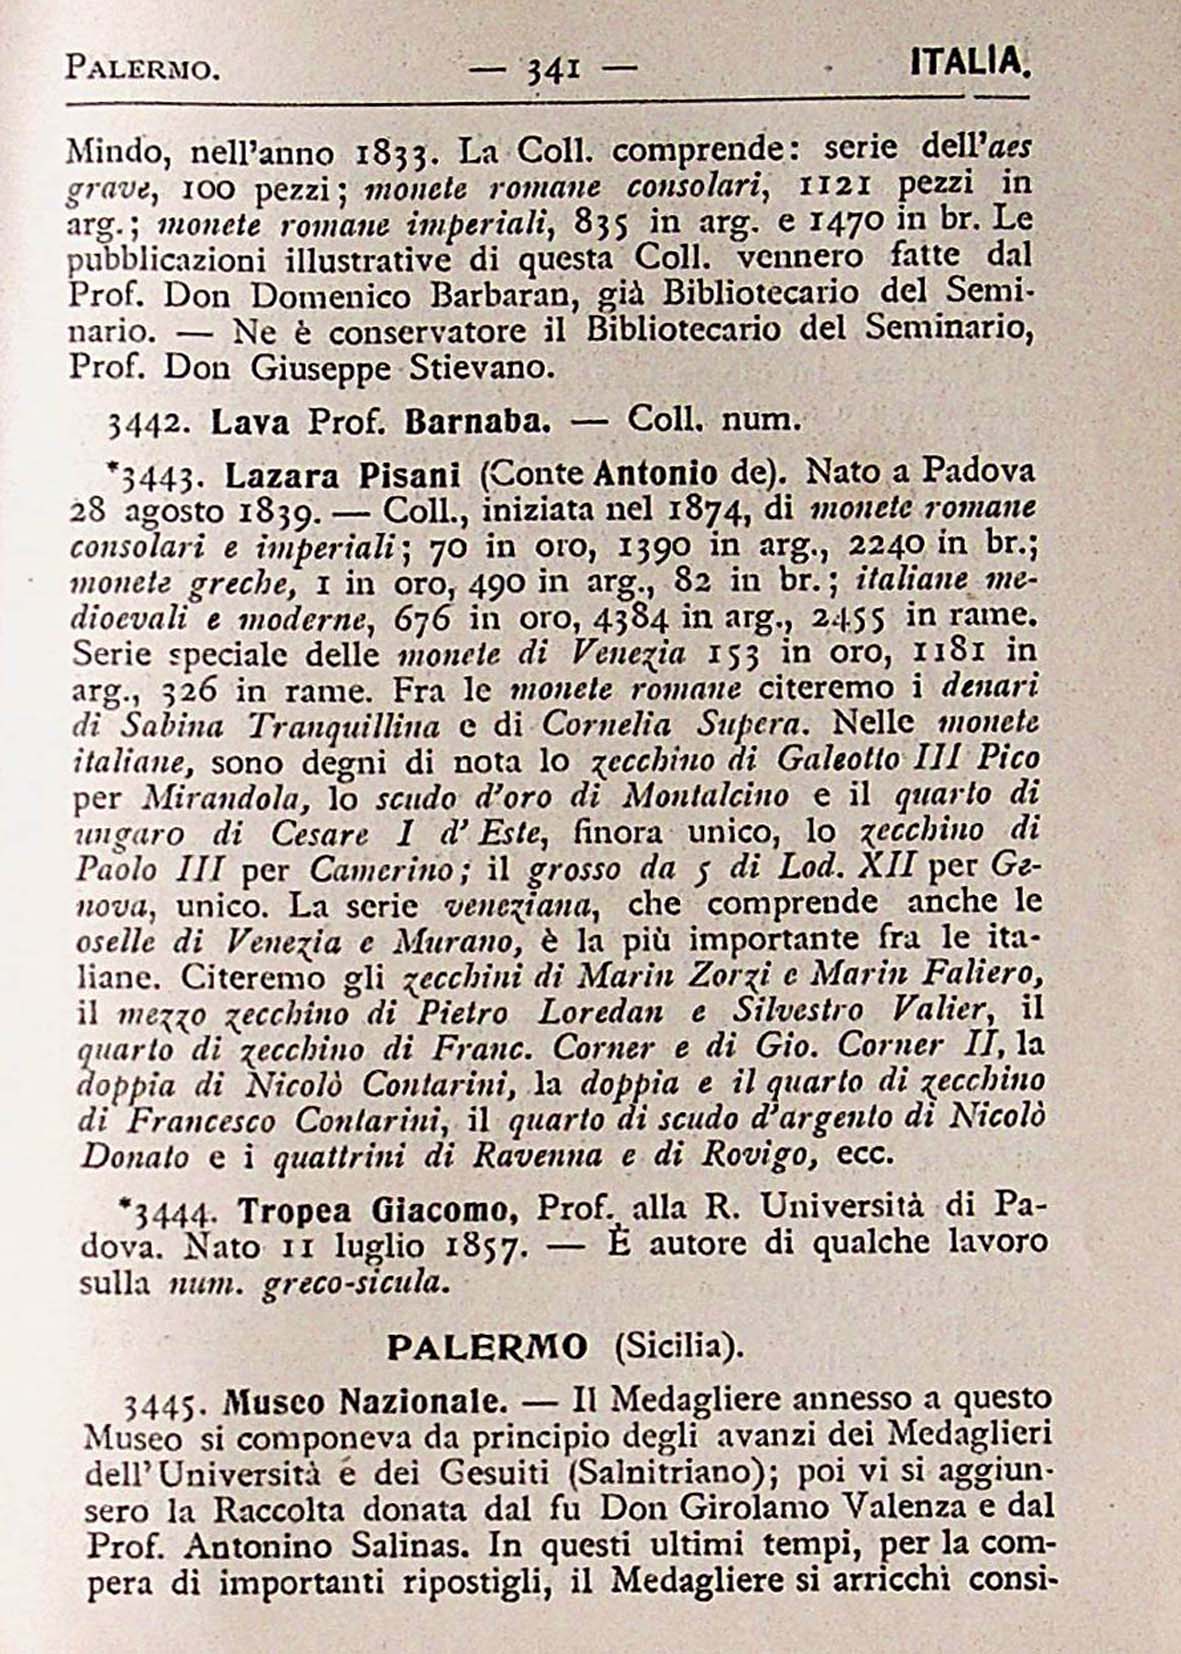 PALERMO. — 341 — ITALIA.
Mindo, nell'anno 1833. La Coll. comprende: serie dell'aes
grave, 100 pezzi; monete romane consolari, 1121 pezzi in
arg.; monete romane imperiali, 835 in arg. e 1470 in br. Le
pubblicazioni illustrative di questa Coll. vennero fatte dal
Prof. Don Domenico Barbaran, già Bibliotecario del Semi-
nario. — Ne è conservatore il Bibliotecario del Seminario,
Prof. Don Giuseppe Stievano.
3442. Lava Prof. Barnaba. — Coll. num.
*3443. Lazara Pisani (Conte Antonio de). Nato a Padova
28 agosto 1839. — Coll., iniziata nel 1874, di monete romane
consolari e imperiali; 70 in oro, 1390 in arg., 2240 in br.;
monete greche, 1 in oro, 490 in arg., 82 in br.; italiane me-
dioevali e moderne, 676 in oro, 4384 in arg., 2455 in rame.
Serie speciale delle monete di Venezia 153 in oro, 1181 in
arg., 326 in rame. Fra le monete romane citeremo i denari
di Sabina Tranquillina e di Cornelia Supera. Nelle monete
italiane, sono degni di nota lo zecchino di Galeotto III Pico
per Mirandola, lo scudo d'oro di Montalcino e il quarto di
ungaro di Cesare I d'Este, finora unico, lo zecchino di
Paolo III per Camerino; il grosso da 5 di Lod. XII per Ge-
nova, unico. La serie veneziana, che comprende anche le
oselle di Venezia e Murano, è la più importante fra le ita-
liane. Citeremo gli zecchini di Marin Zorzi e Marin Faliero,
il mezzo zecchino di Pietro Loredan e Silvestro Valier, il
quarto di zecchino di Franc. Corner e di Gio. Corner II, la
doppia di Nicolò Contarini, la doppia e il quarto di zecchino
di Francesco Contarini, il quarto di scudo d'argento di Nicolò
Donato e i quattrini di Ravenna e di Rovigo, ecc.
*3444. Tropea Giacomo, Prof. alla R. Università di Pa-
dova. Nato 11 luglio 1857. — È autore di qualche lavoro
sulla num. greco-sicula.
PALERMO (Sicilia).
3445. Museo Nazionale. — Il Medagliere annesso a questo
Museo si componeva da principio degli avanzi dei Medaglieri
dell'Università e dei Gesuiti (Salnitriano); poi vi si aggiun-
sero la Raccolta donata dal fu Don Girolamo Valenza e dal
Prof. Antonino Salinas. In questi ultimi tempi, per la com-
pera di importanti ripostigli, il Medagliere si arricchì consi-